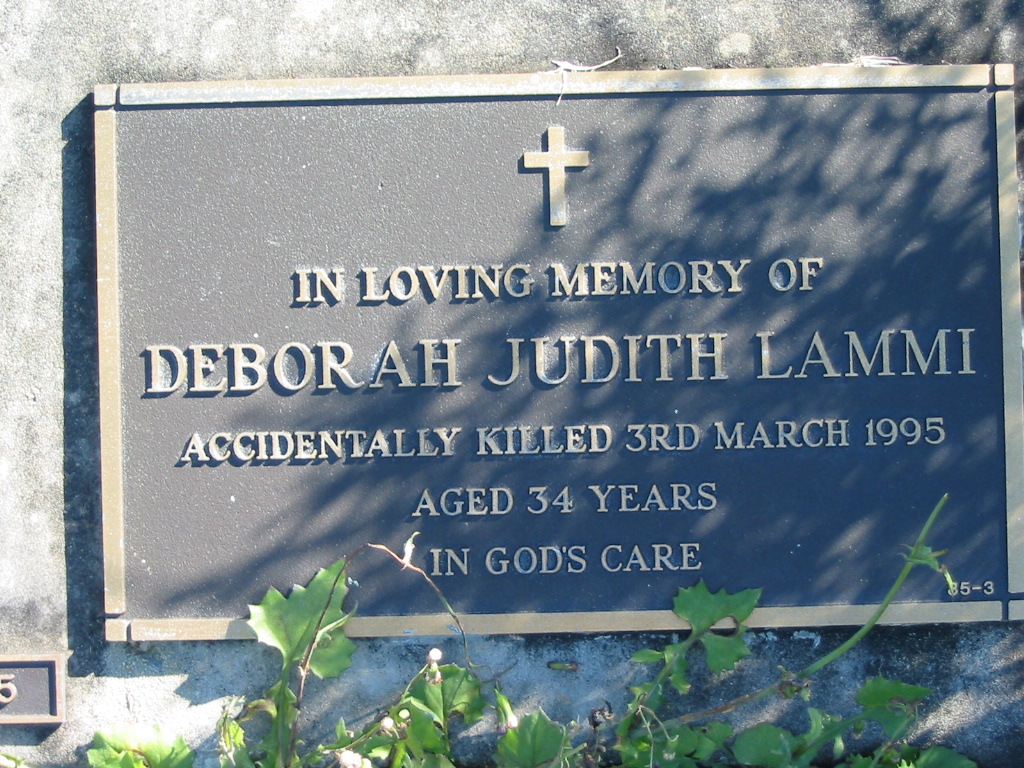 IN LOVING MEMORY OF
DEBORAH JUDITH LAMMI
ACCIDENTALLY KILLED 3RD MARCH 1995
AGED 34 YEARS
IN GOD'S CARE
85-3
5